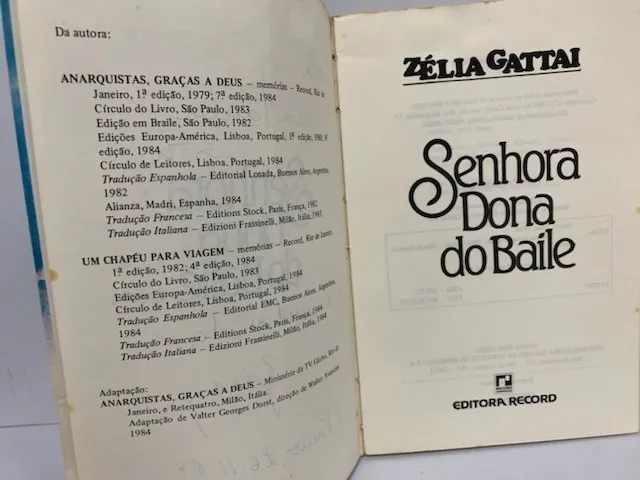 Da autora:
ANARQUISTAS, GRAÇAS A DEUS – memórias – Record, Rio de
Janeiro, 1ª edição, 1979; 7ª edição, 1984
Círculo do Livro, São Paulo, 1983
Edição em Braile, São Paulo, 1982
Edições Europa-América, Lisboa, Portugal, 1ª edição, 1980, 3ª
edição, 1984
Círculo de Leitores, Lisboa, Portugal, 1984
Tradução Espanhola – Editorial Losada, Buenos Aires, Argentina,
1982
Alianza, Madri, Espanha, 1984
Tradução Francesa – Editions Stock, Paris, França, 1982
Tradução Italiana – Edizioni Frassinelli, Milão, Itália, 1983
UM CHAPÉU PARA VIAGEM – memórias – Record, Rio de Janeiro,
1ª edição, 1982; 4ª edição, 1984
Círculo do Livro, São Paulo, 1983
Edições Europa-América, Lisboa, Portugal, 1984
Círculo de Leitores, Lisboa, Portugal, 1984
Tradução Espanhola – Editorial EMC, Buenos Aires, Argentina,
1984
Tradução Francesa – Editions Stock, Paris, França, 1984
Tradução Italiana – Edizioni Frassinelli, Milão, Itália, 1984
Adaptação:
ANARQUISTAS, GRAÇAS A DEUS – Minissérie da TV Globo, Rio de
Janeiro, e Retequatro, Milão, Itália.
Adaptação de Valter Georges Durst, direção de Walter Avancini
1984
ZÉLIA GATTAI
Senhora
Dona
do Baile
RECORD
EDITORA RECORD